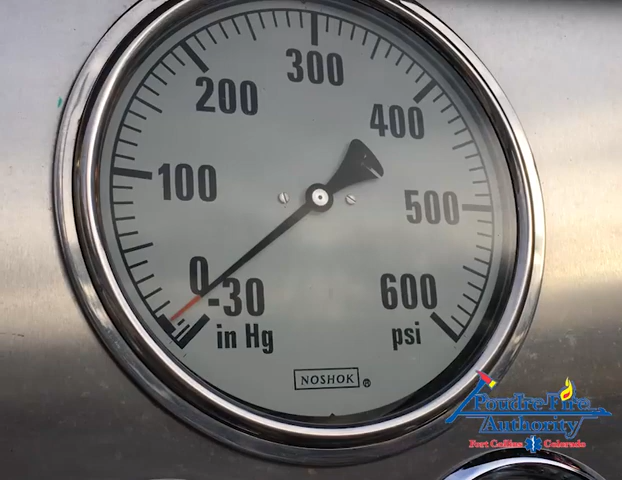 300
200
400
100
500
0
-30
600
in Hg
psi
NOSHOK ®
Poudre Fire
Authority
Fort Collins Colorado